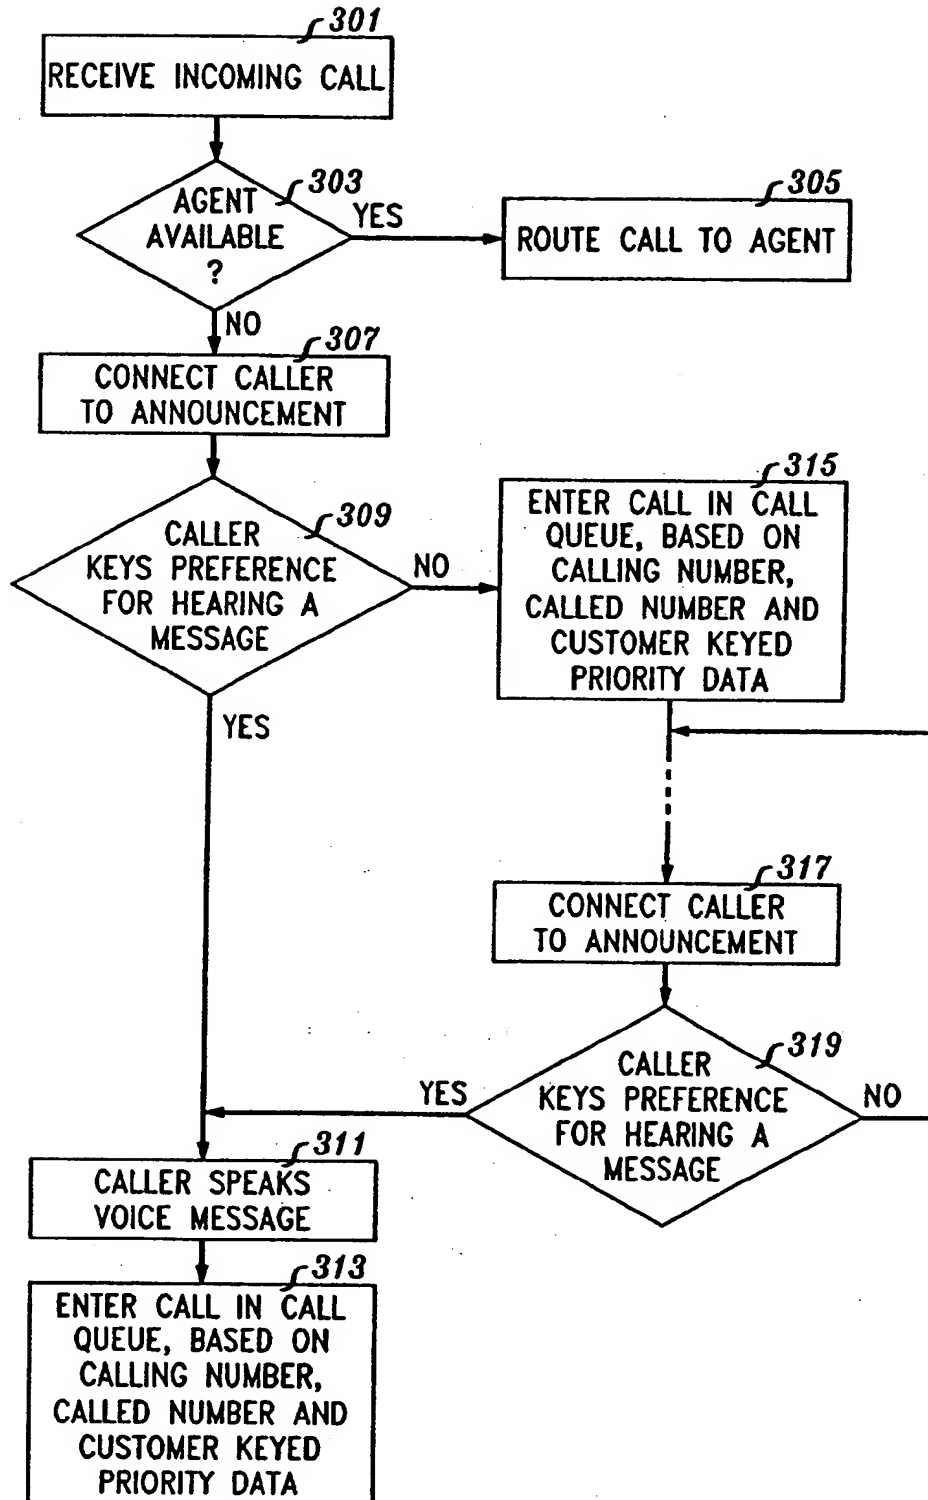 301
RECEIVE INCOMING CALL
303
AGENT
AVAILABLE
?
YES
305
ROUTE CALL TO AGENT
NO
307
CONNECT CALLER
TO ANNOUNCEMENT
309
CALLER
KEYS PREFERENCE
FOR HEARING A
MESSAGE
NO
YES
315
ENTER CALL IN CALL
QUEUE, BASED ON
CALLING NUMBER,
CALLED NUMBER AND
CUSTOMER KEYED
PRIORITY DATA
317
CONNECT CALLER
TO ANNOUNCEMENT
319
CALLER
KEYS PREFERENCE
FOR HEARING A
MESSAGE
YES
NO
311
CALLER SPEAKS
VOICE MESSAGE
313
ENTER CALL IN CALL
QUEUE, BASED ON
CALLING NUMBER,
CALLED NUMBER AND
CUSTOMER KEYED
PRIORITY DATA